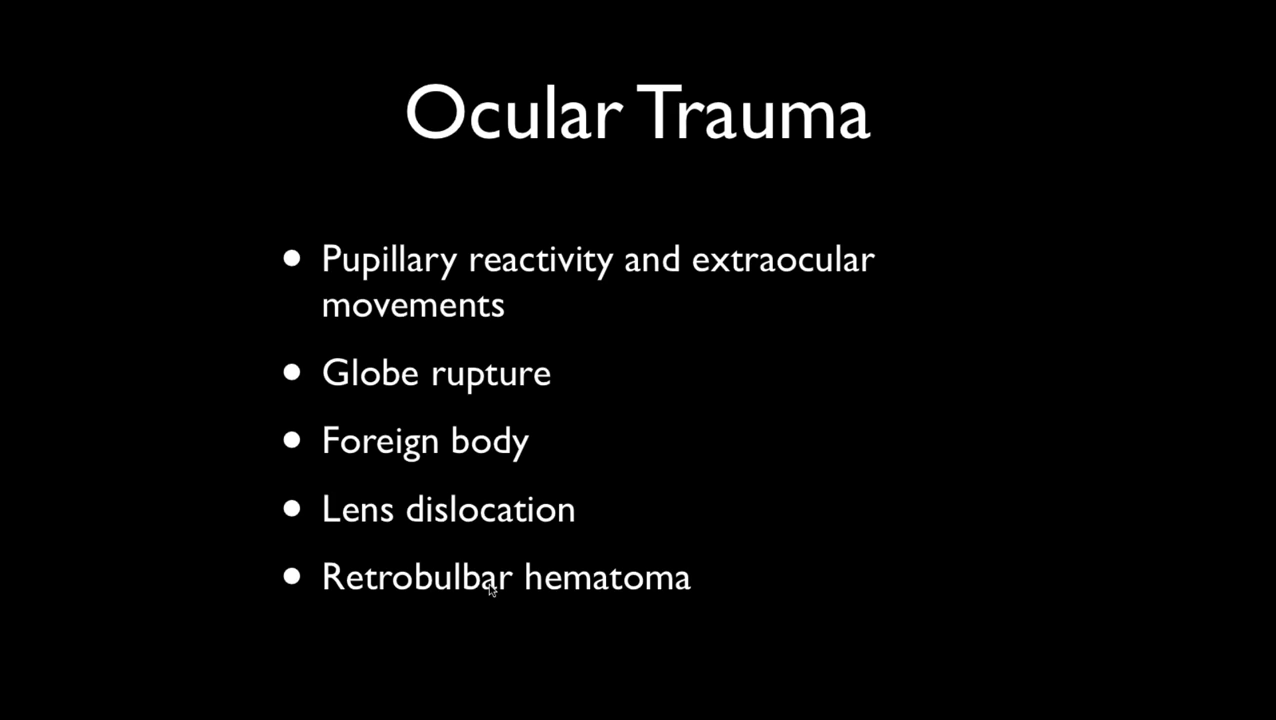 Ocular Trauma
• Pupillary reactivity and extraocular
movements
• Globe rupture
• Foreign body
• Lens dislocation
• Retrobulbar hematoma